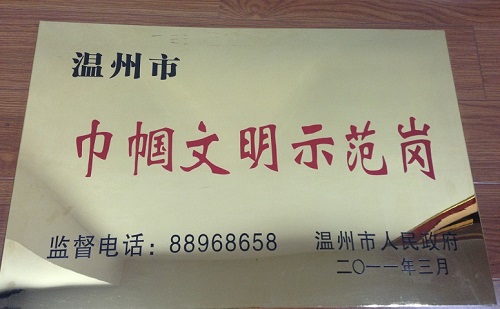 温州市
巾帼文明示范岗
监督电话：88968658
温州市人民政府
二〇一一年三月